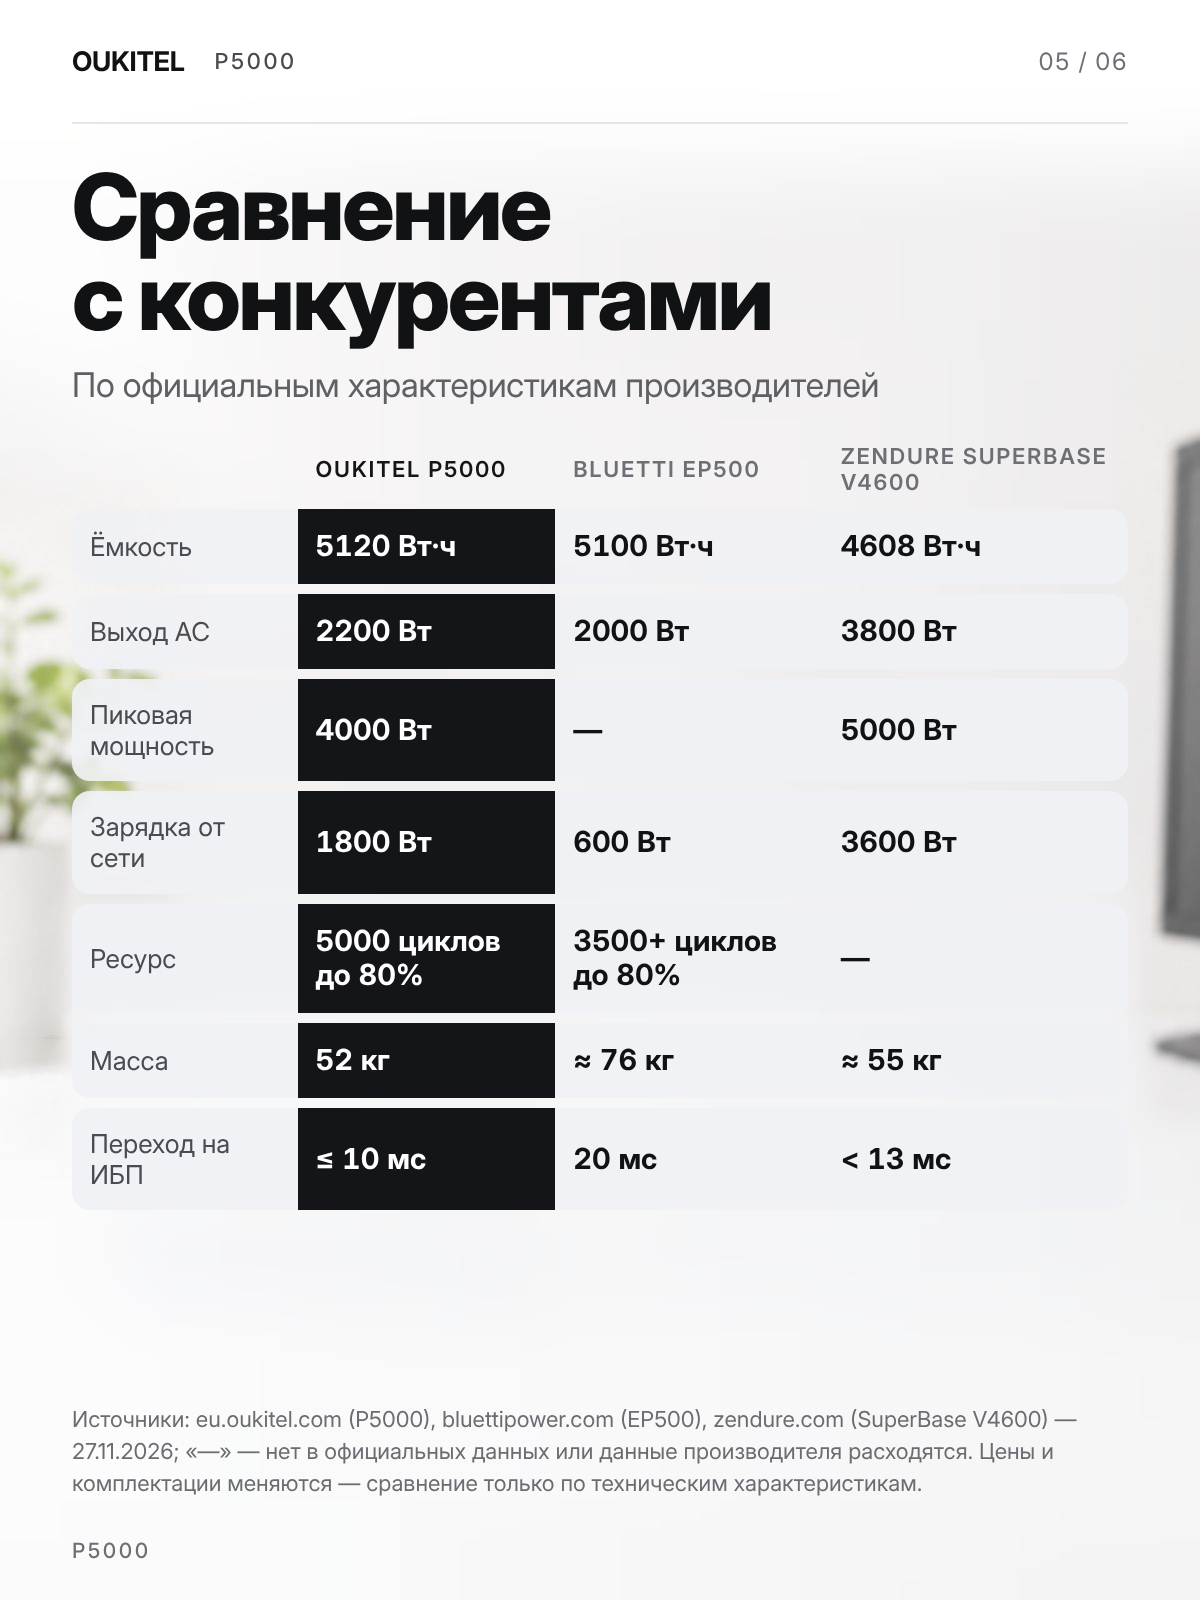 OUKITEL P5000 05 / 06
Сравнение
с конкурентами
По официальным характеристикам производителей
OUKITEL P5000 BLUETTI EP500 ZENDURE SUPERBASE
V4600
Ёмкость 5120 Вт·ч 5100 Вт·ч 4608 Вт·ч
Выход AC 2200 Вт 2000 Вт 3800 Вт
Пиковая
мощность 4000 Вт — 5000 Вт
Зарядка от
сети 1800 Вт 600 Вт 3600 Вт
Ресурс 5000 циклов
до 80% 3500+ циклов
до 80% —
Масса 52 кг ≈ 76 кг ≈ 55 кг
Переход на
ИБП ≤ 10 мс 20 мс < 13 мс
Источники: eu.oukitel.com (P5000), bluettipower.com (EP500), zendure.com (SuperBase V4600) —
27.11.2026; «—» — нет в официальных данных или данные производителя расходятся. Цены и
комплектации меняются — сравнение только по техническим характеристикам.
P5000